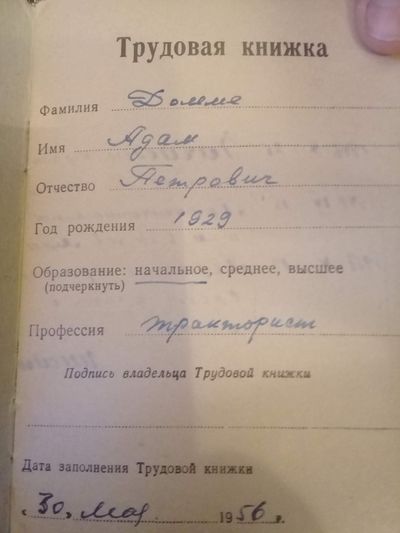 Трудовая книжка
Фамилия Домме
Имя Адам
Отчество Петрович
Год рождения 1929
Образование: начальное, среднее, высшее
(подчеркнуть)
Профессия тракторист
Подпись владельца Трудовой книжки
Дата заполнения Трудовой книжки
"30" Мая 1956 г.